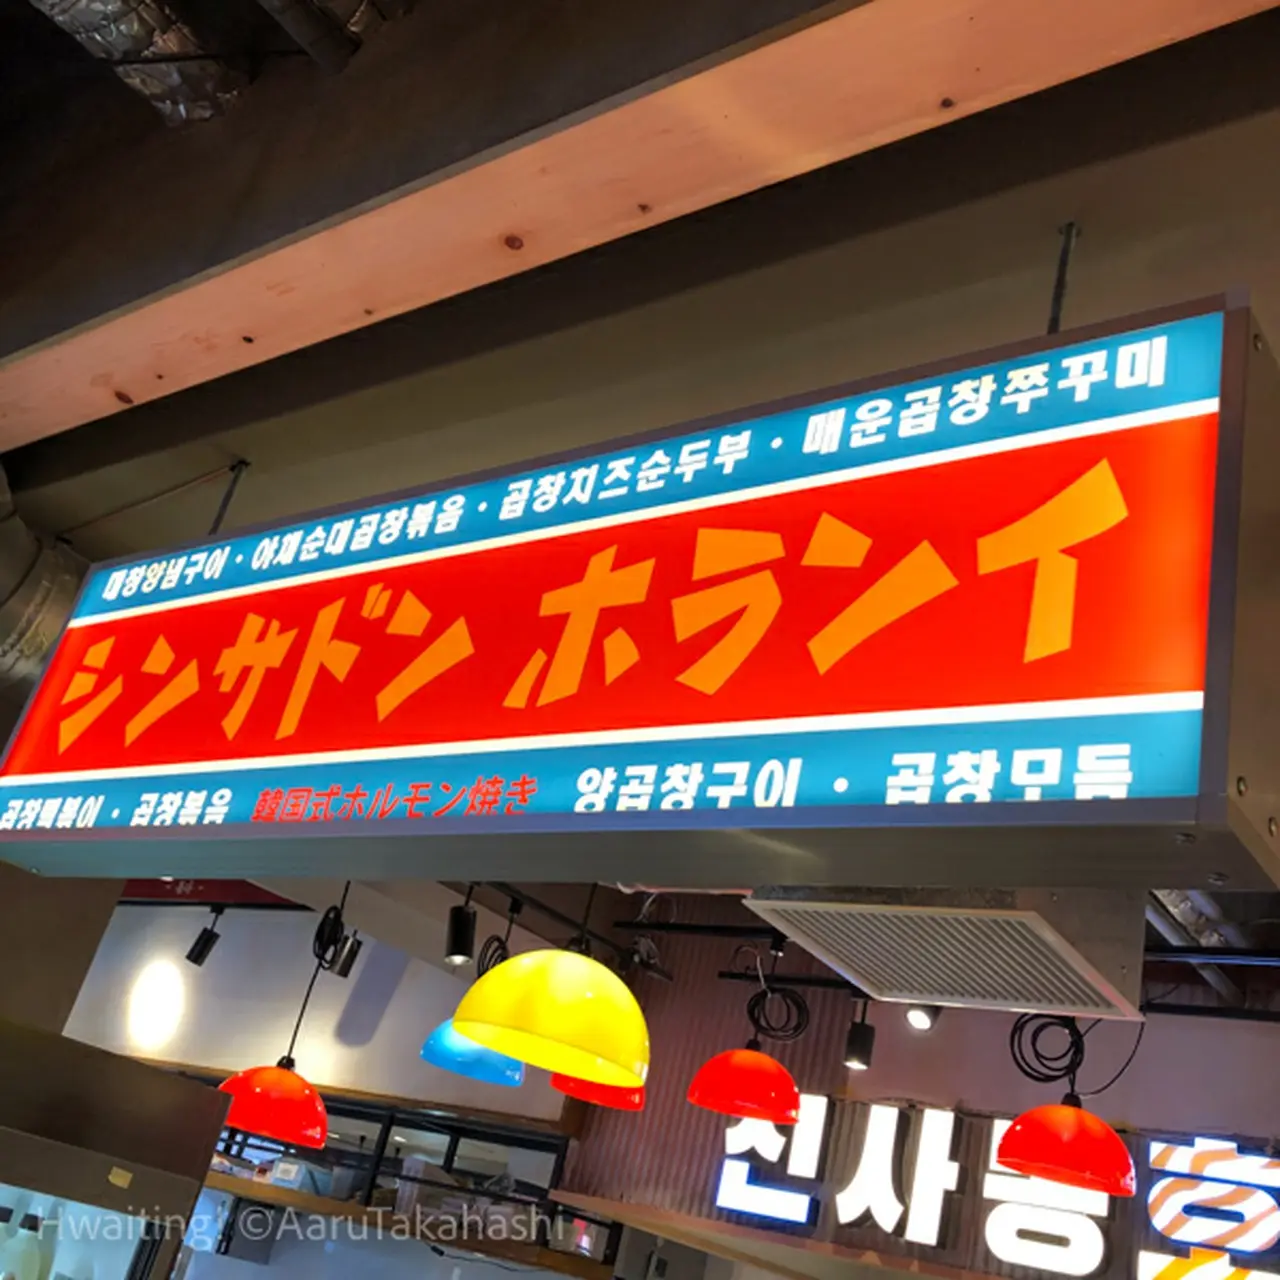 대창양념구이 · 야채순대곱창볶음 · 곱창치즈순두부 · 매운곱창쭈꾸미
シンサドン ホランイ
곱창떡볶이 · 곱창볶음 韓国式ホルモン焼き 양곱창구이 · 곱창모듬
신사동
Hwaiting! ©AaruTakahashi